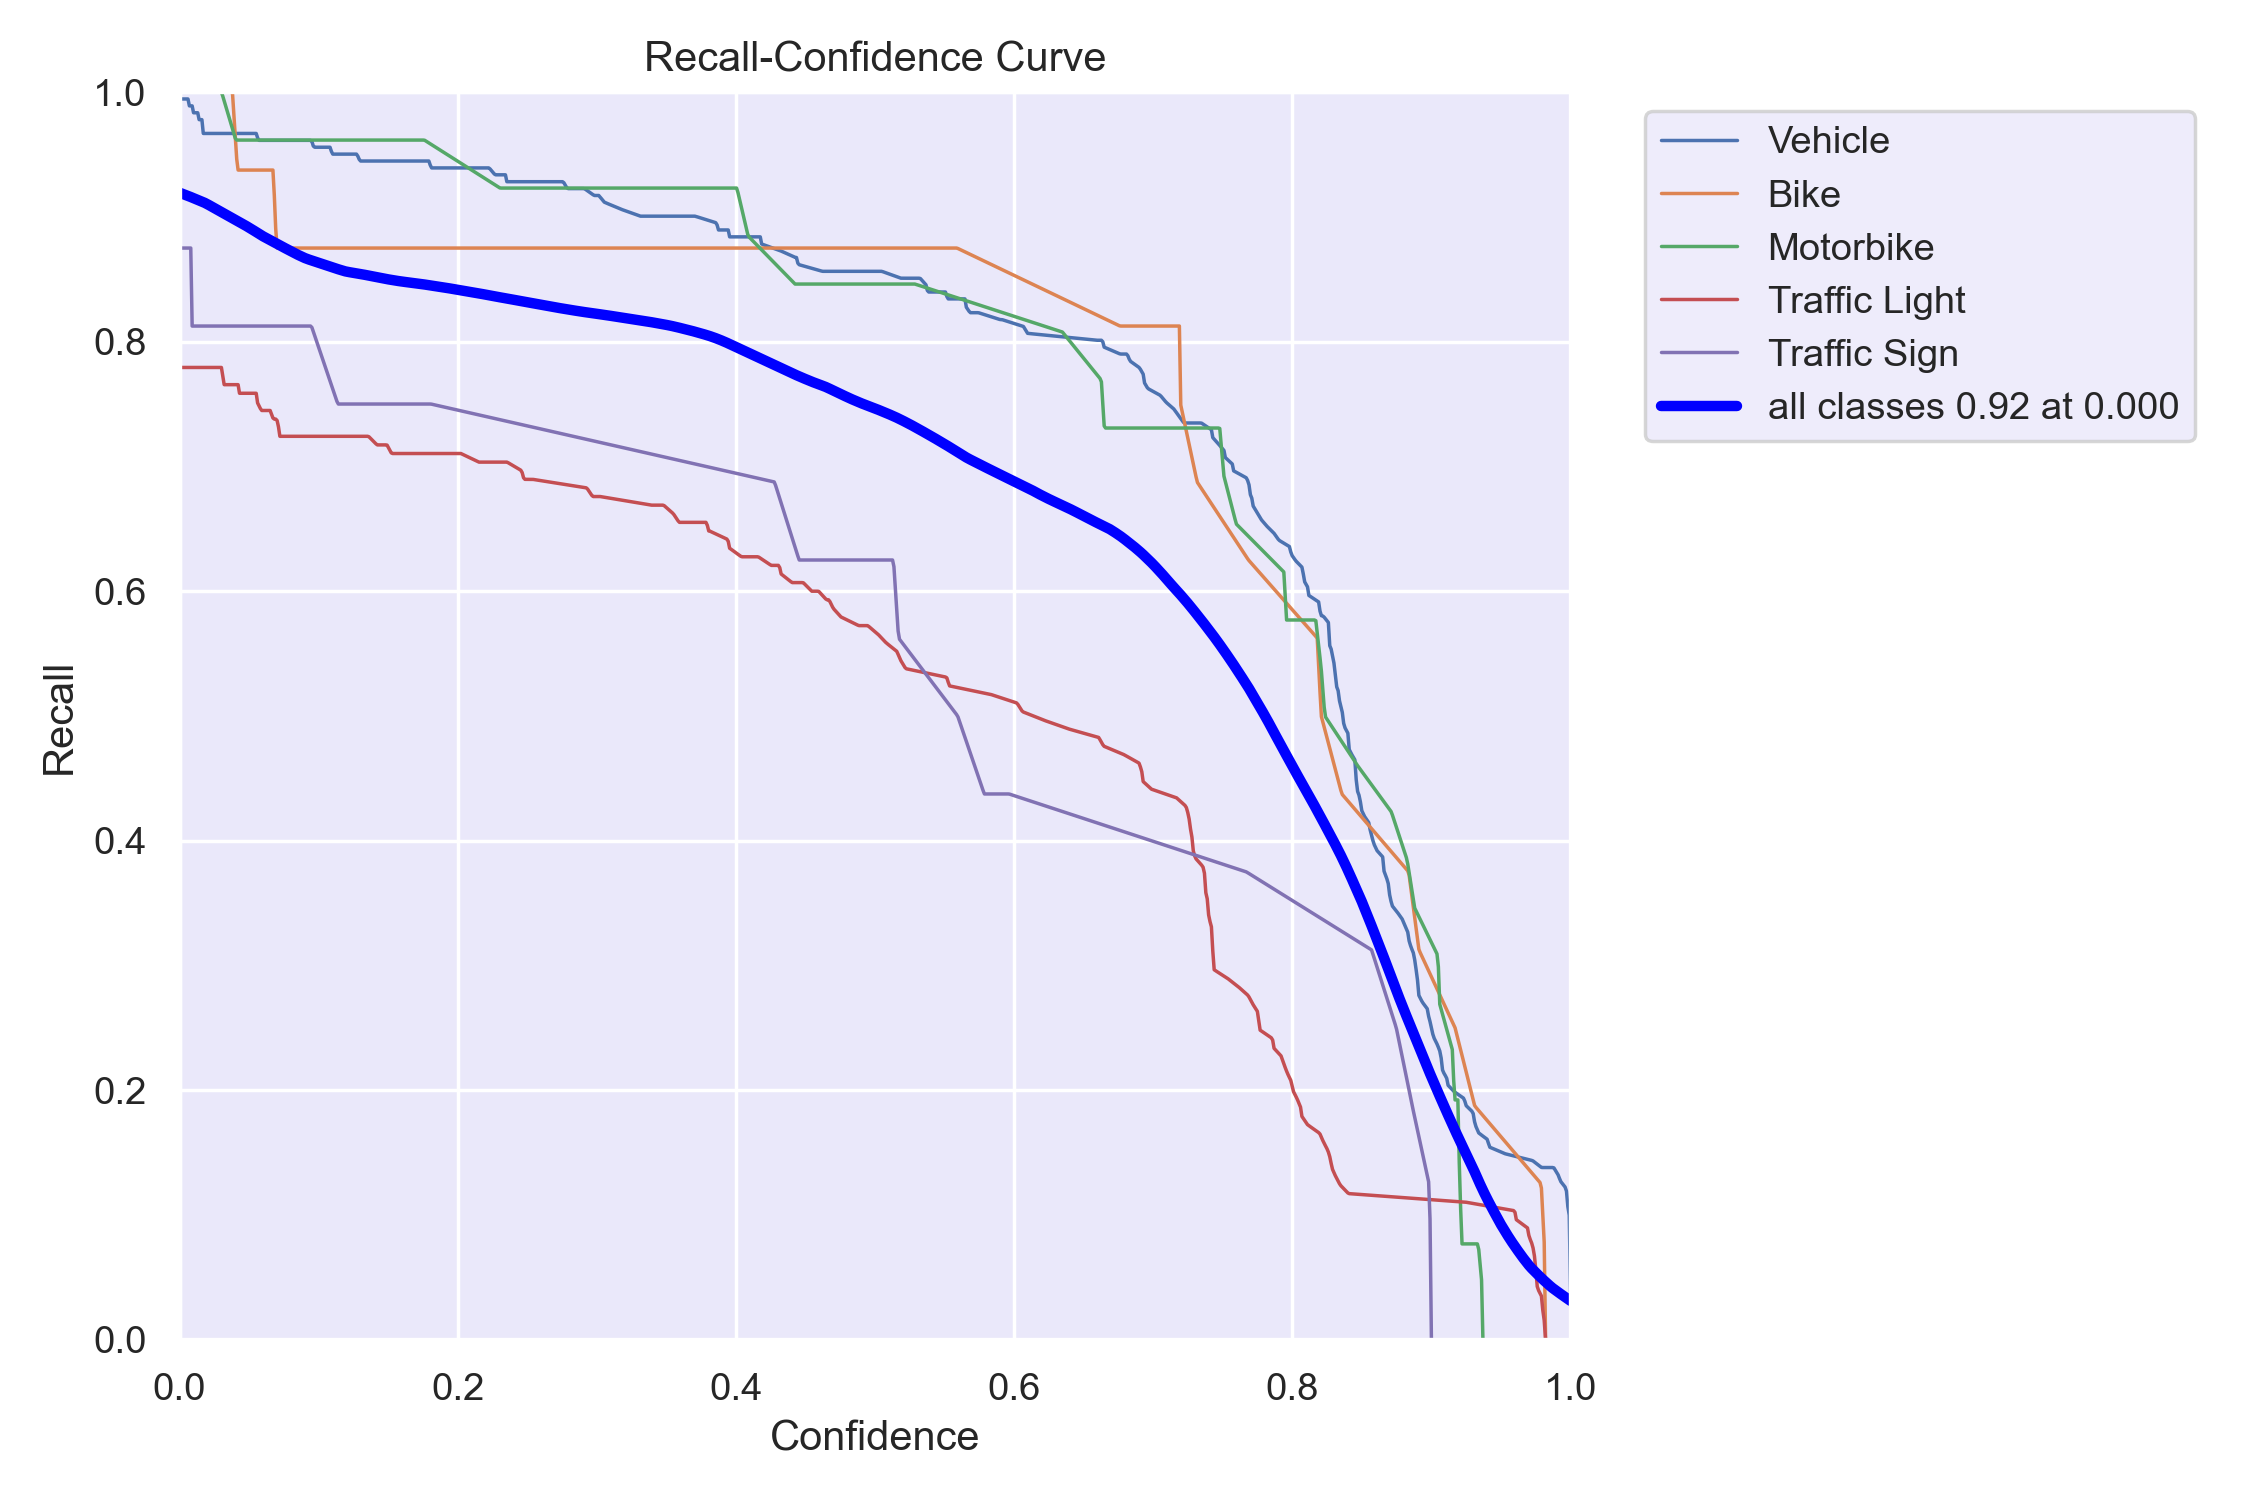 Recall-Confidence Curve
1.0
0.8
0.6
0.4
0.2
0.0
Recall
0.0 0.2 0.4 0.6 0.8 1.0
Confidence
Vehicle
Bike
Motorbike
Traffic Light
Traffic Sign
all classes 0.92 at 0.000